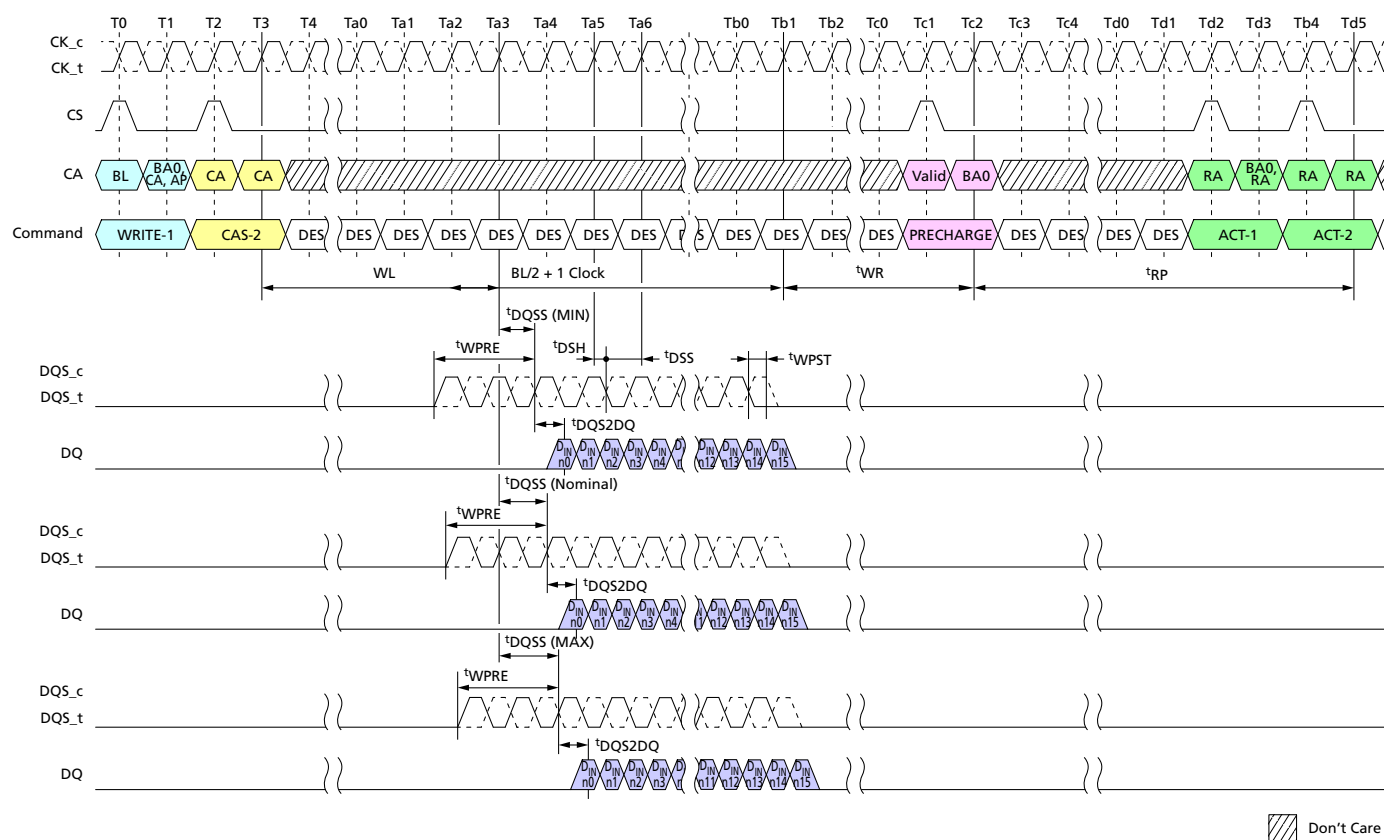 T0 T1 T2 T3 T4 Ta0 Ta1 Ta2 Ta3 Ta4 Ta5 Ta6 Tb0 Tb1 Tb2 Tc0 Tc1 Tc2 Tc3 Tc4 Td0 Td1 Td2 Td3 Tb4 Td5
CK_c
CK_t
CS
CA BL BA0, CA, AP CA CA Valid BA0 RA BA0, RA RA RA
Command WRITE-1 CAS-2 DES DES DES DES DES DES DES DES DES DES DES DES PRECHARGE DES DES DES DES ACT-1 ACT-2
WL BL/2 + 1 Clock tWR tRP
tDQSS (MIN)
tWPRE tDSH tDSS tWPST
DQS_c
DQS_t
tDQS2DQ
DQ DIN n0 DIN n1 DIN n2 DIN n3 DIN n4 DIN n12 DIN n13 DIN n14 DIN n15
tDQSS (Nominal)
tWPRE
DQS_c
DQS_t
tDQS2DQ
DQ DIN n0 DIN n1 DIN n2 DIN n3 DIN n4 DIN n12 DIN n13 DIN n14 DIN n15
tDQSS (MAX)
tWPRE
DQS_c
DQS_t
tDQS2DQ
DQ DIN n0 DIN n1 DIN n2 DIN n3 DIN n11 DIN n12 DIN n13 DIN n14 DIN n15
Don't Care